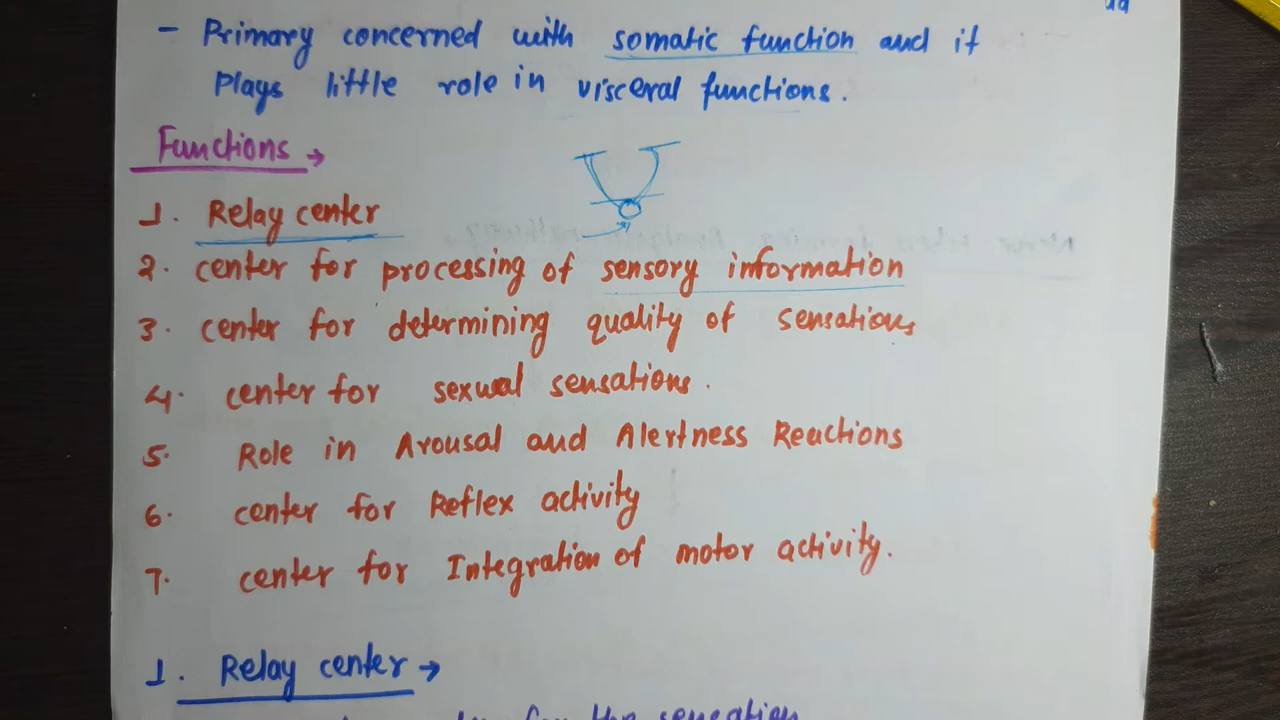 - Primary concerned with somatic function and it
Plays little role in visceral functions.
Functions →
1. Relay center
2. center for processing of sensory information
3. center for determining quality of sensations
4. center for sexual sensations.
5. Role in Arousal and Alertness Reactions
6. center for Reflex activity
7. center for Integration of motor activity.
1. Relay center →
for the sensation